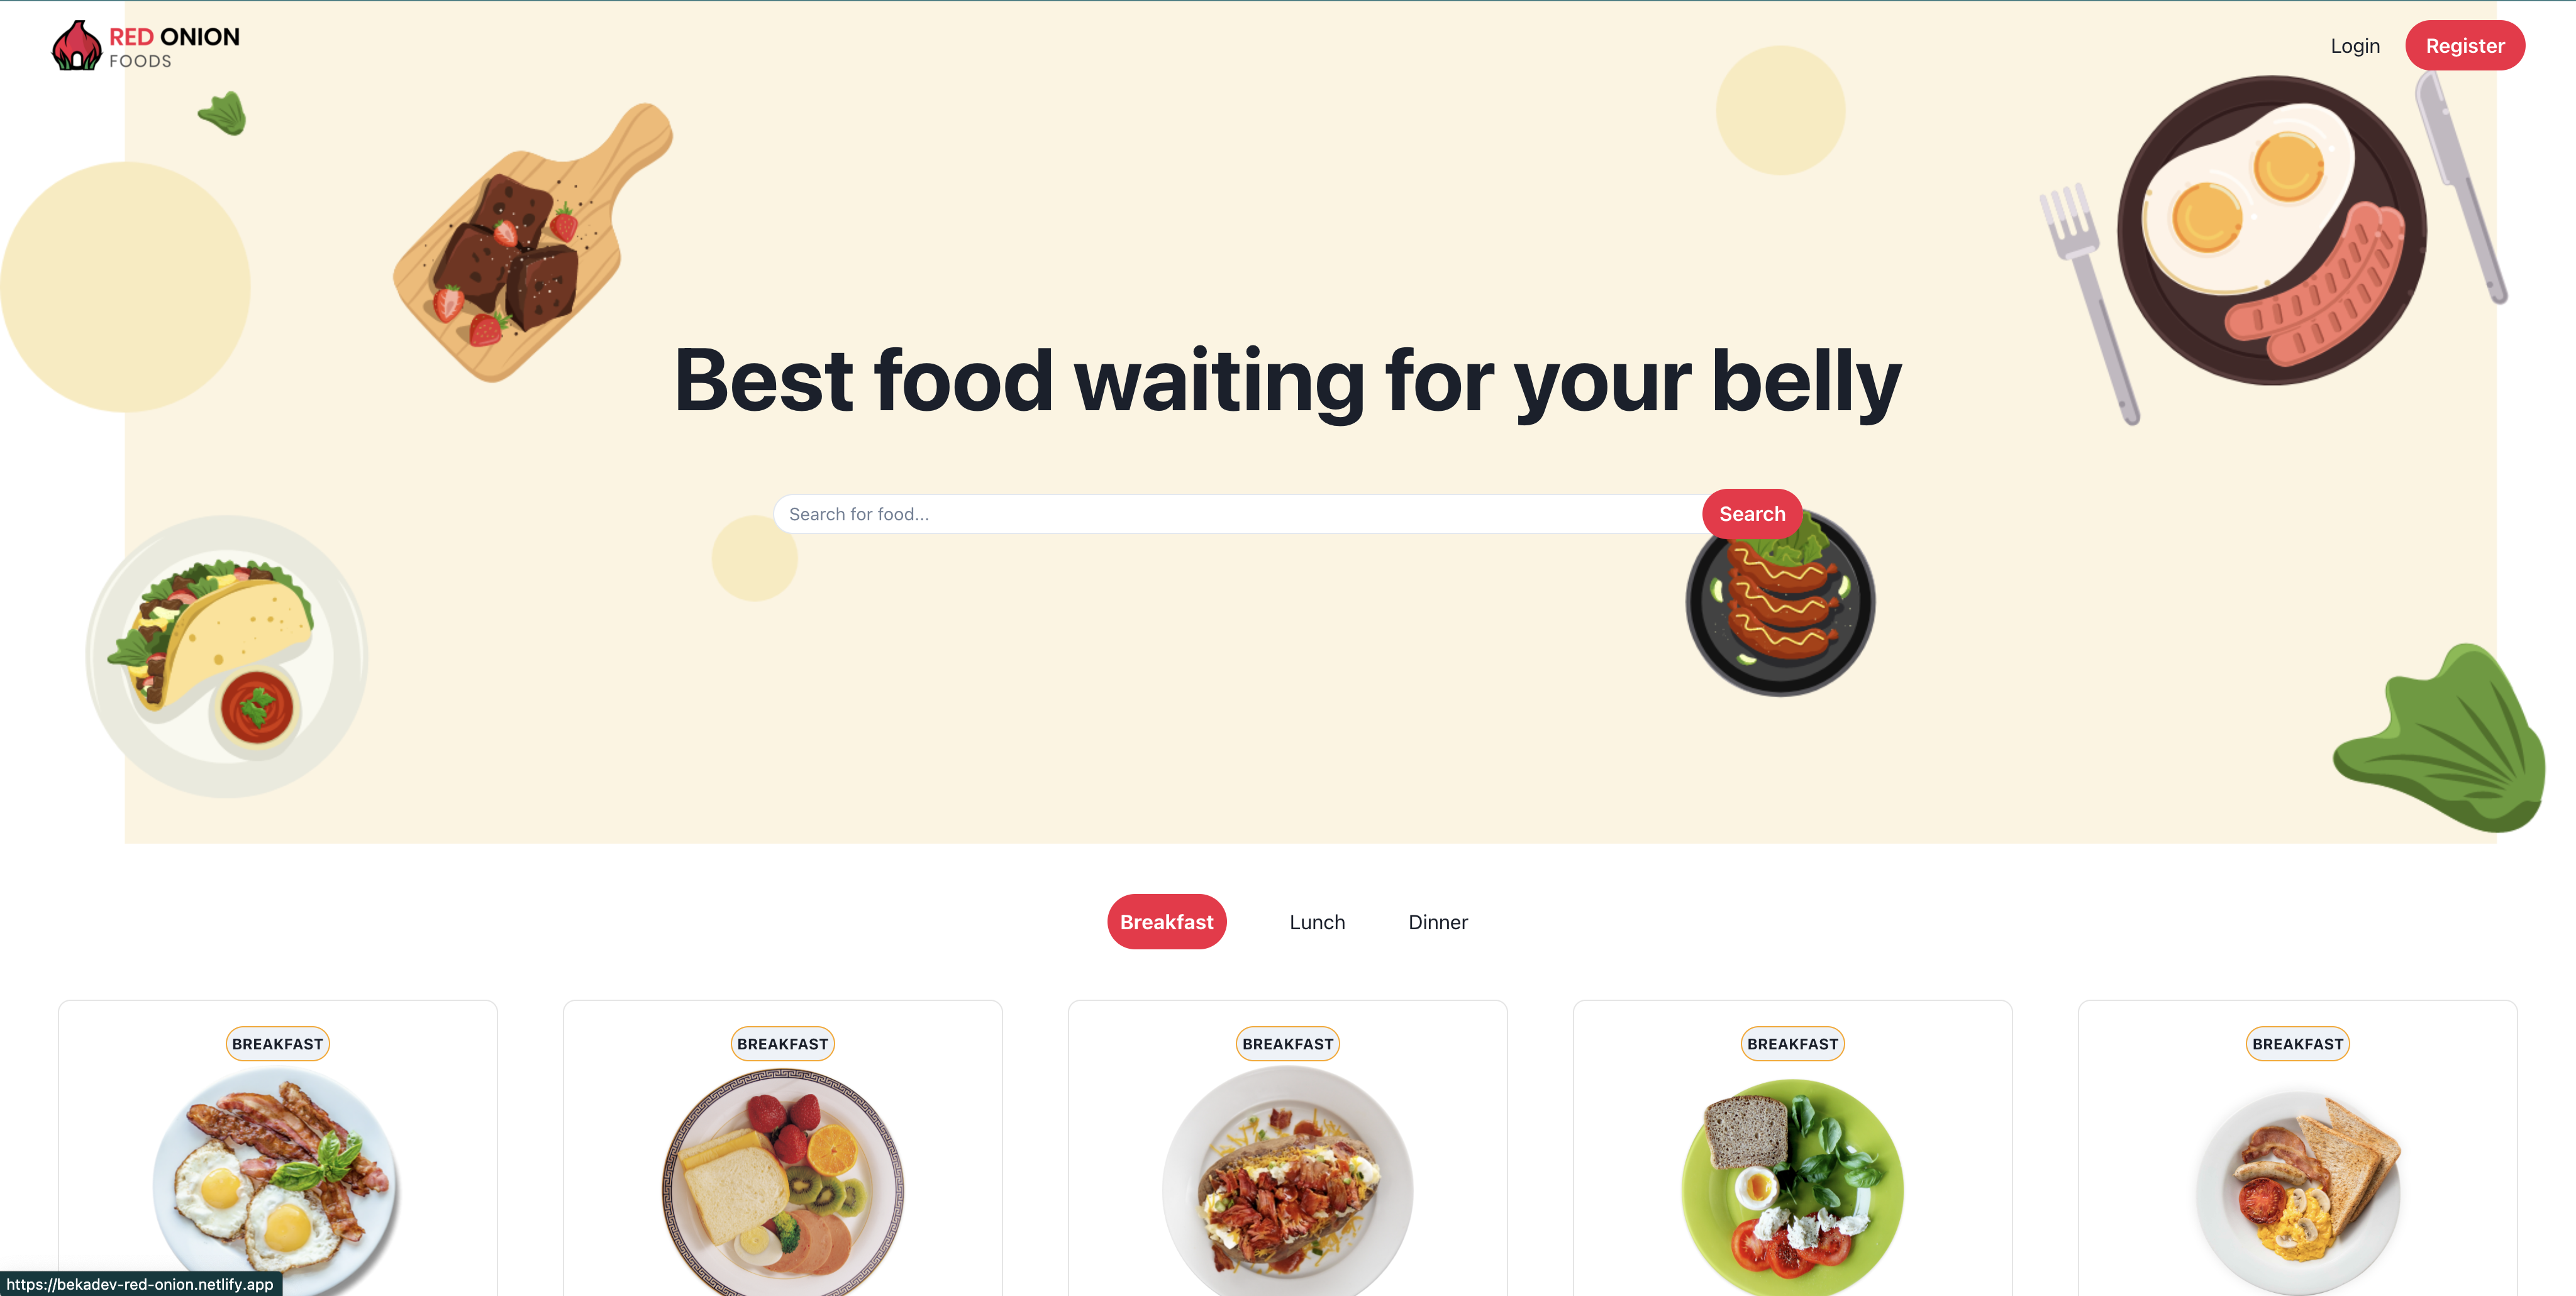 RED ONION
FOODS
Login
Register
Best food waiting for your belly
Search for food...
Search
Breakfast
Lunch
Dinner
BREAKFAST
BREAKFAST
BREAKFAST
BREAKFAST
BREAKFAST
https://bekadev-red-onion.netlify.app